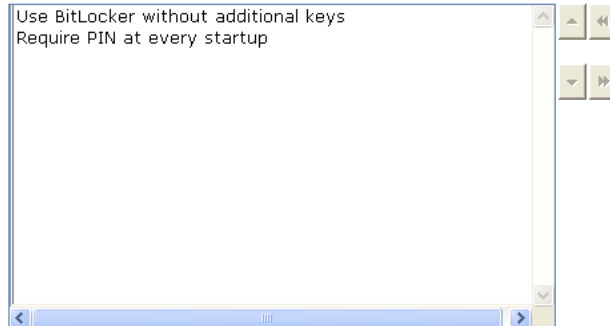 Use BitLocker without additional keys
Require PIN at every startup